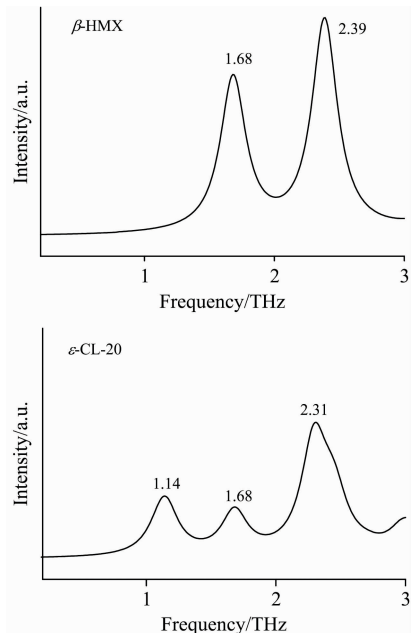 β-HMX
2.39
1.68
Intensity/a.u.
1 2 3
Frequency/THz
ε-CL-20
2.31
1.14
1.68
Intensity/a.u.
1 2 3
Frequency/THz